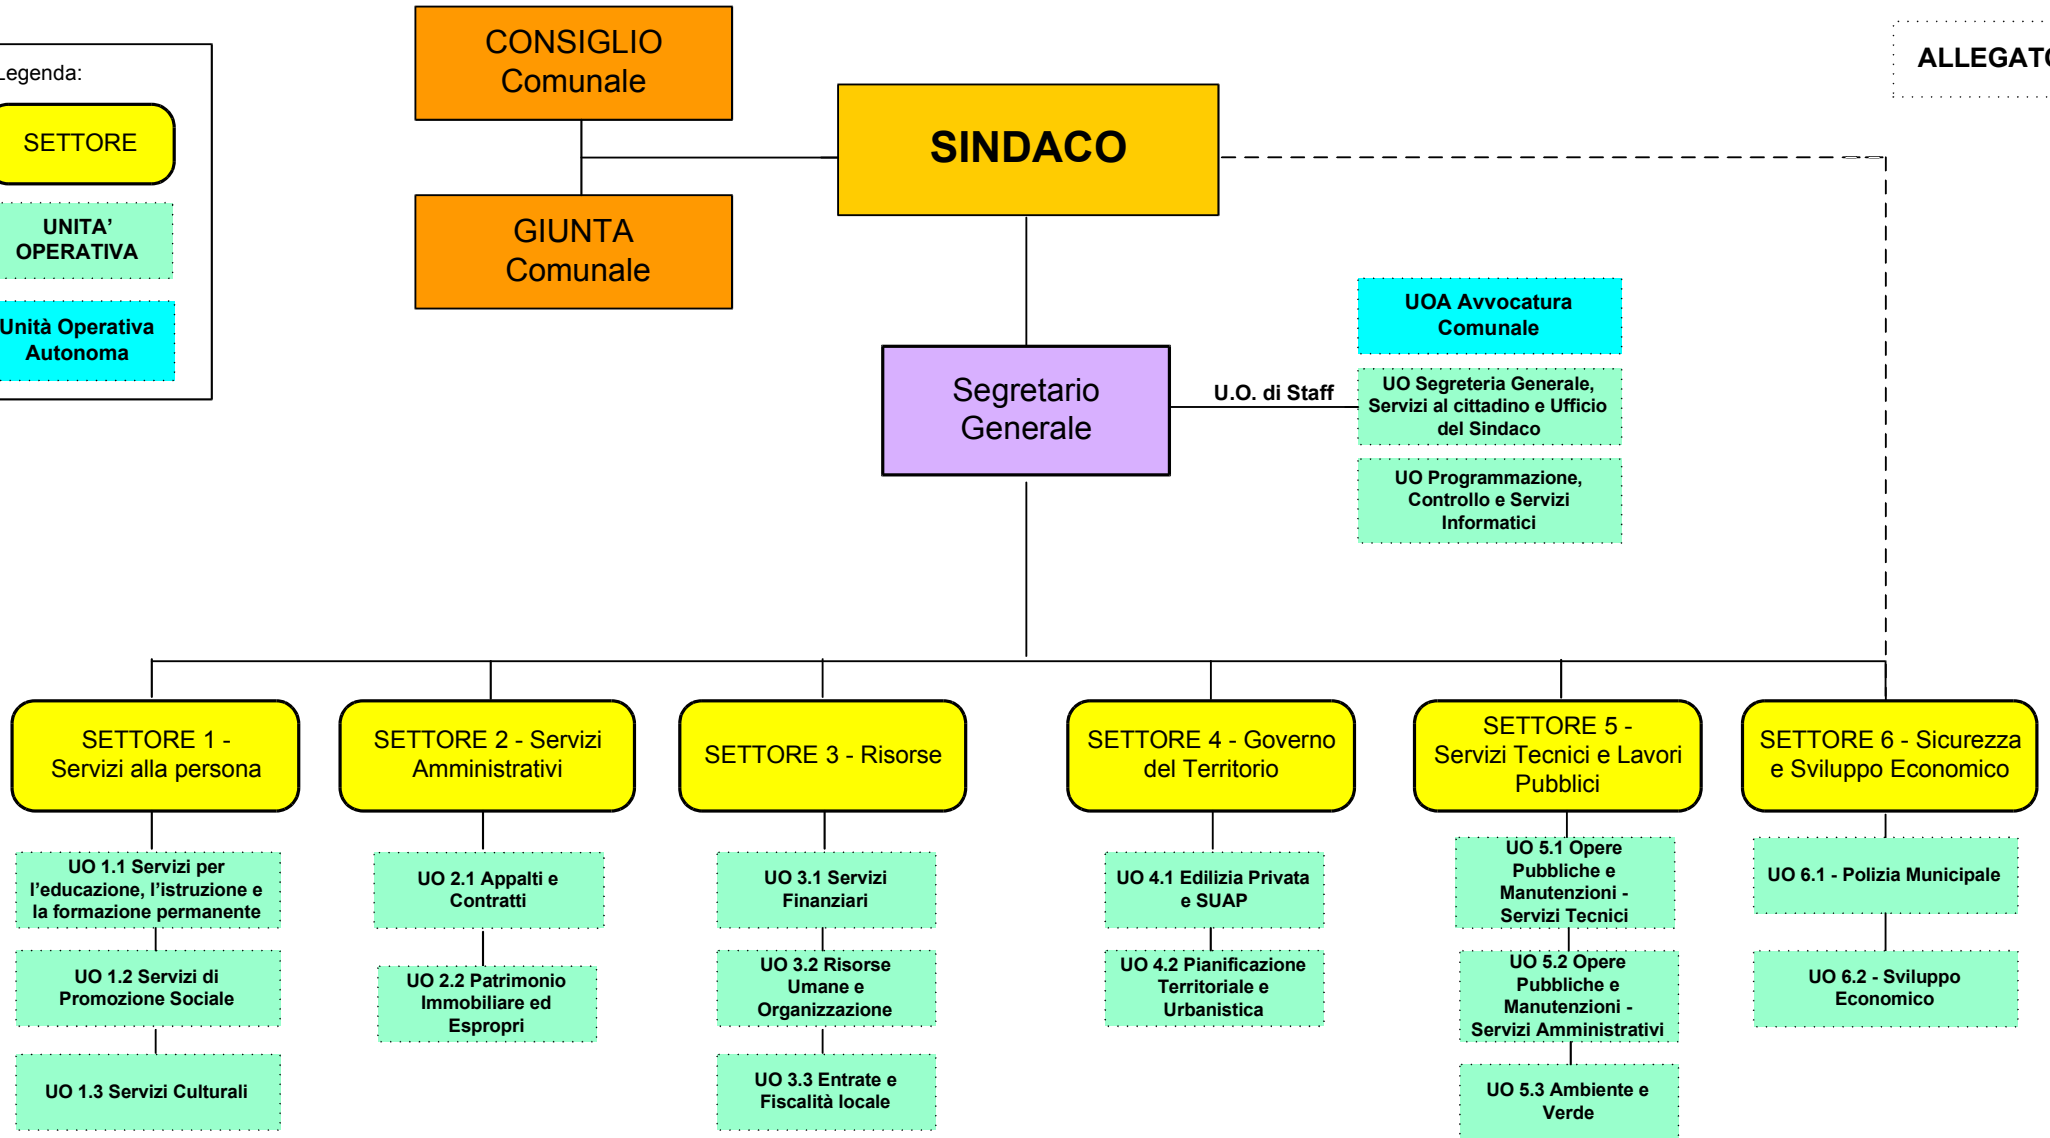 Legenda:
SETTORE
UNITA’
OPERATIVA
Unità Operativa
Autonoma
CONSIGLIO
Comunale
GIUNTA
Comunale
SINDACO
ALLEGATO
Segretario
Generale
U.O. di Staff
UOA Avvocatura
Comunale
UO Segreteria Generale,
Servizi al cittadino e Ufficio
del Sindaco
UO Programmazione,
Controllo e Servizi
Informatici
SETTORE 1 -
Servizi alla persona
UO 1.1 Servizi per
l’educazione, l’istruzione e
la formazione permanente
UO 1.2 Servizi di
Promozione Sociale
UO 1.3 Servizi Culturali
SETTORE 2 - Servizi
Amministrativi
UO 2.1 Appalti e
Contratti
UO 2.2 Patrimonio
Immobiliare ed
Espropri
SETTORE 3 - Risorse
UO 3.1 Servizi
Finanziari
UO 3.2 Risorse
Umane e
Organizzazione
UO 3.3 Entrate e
Fiscalità locale
SETTORE 4 - Governo
del Territorio
UO 4.1 Edilizia Privata
e SUAP
UO 4.2 Pianificazione
Territoriale e
Urbanistica
SETTORE 5 -
Servizi Tecnici e Lavori
Pubblici
UO 5.1 Opere
Pubbliche e
Manutenzioni -
Servizi Tecnici
UO 5.2 Opere
Pubbliche e
Manutenzioni -
Servizi Amministrativi
UO 5.3 Ambiente e
Verde
SETTORE 6 - Sicurezza
e Sviluppo Economico
UO 6.1 - Polizia Municipale
UO 6.2 - Sviluppo
Economico